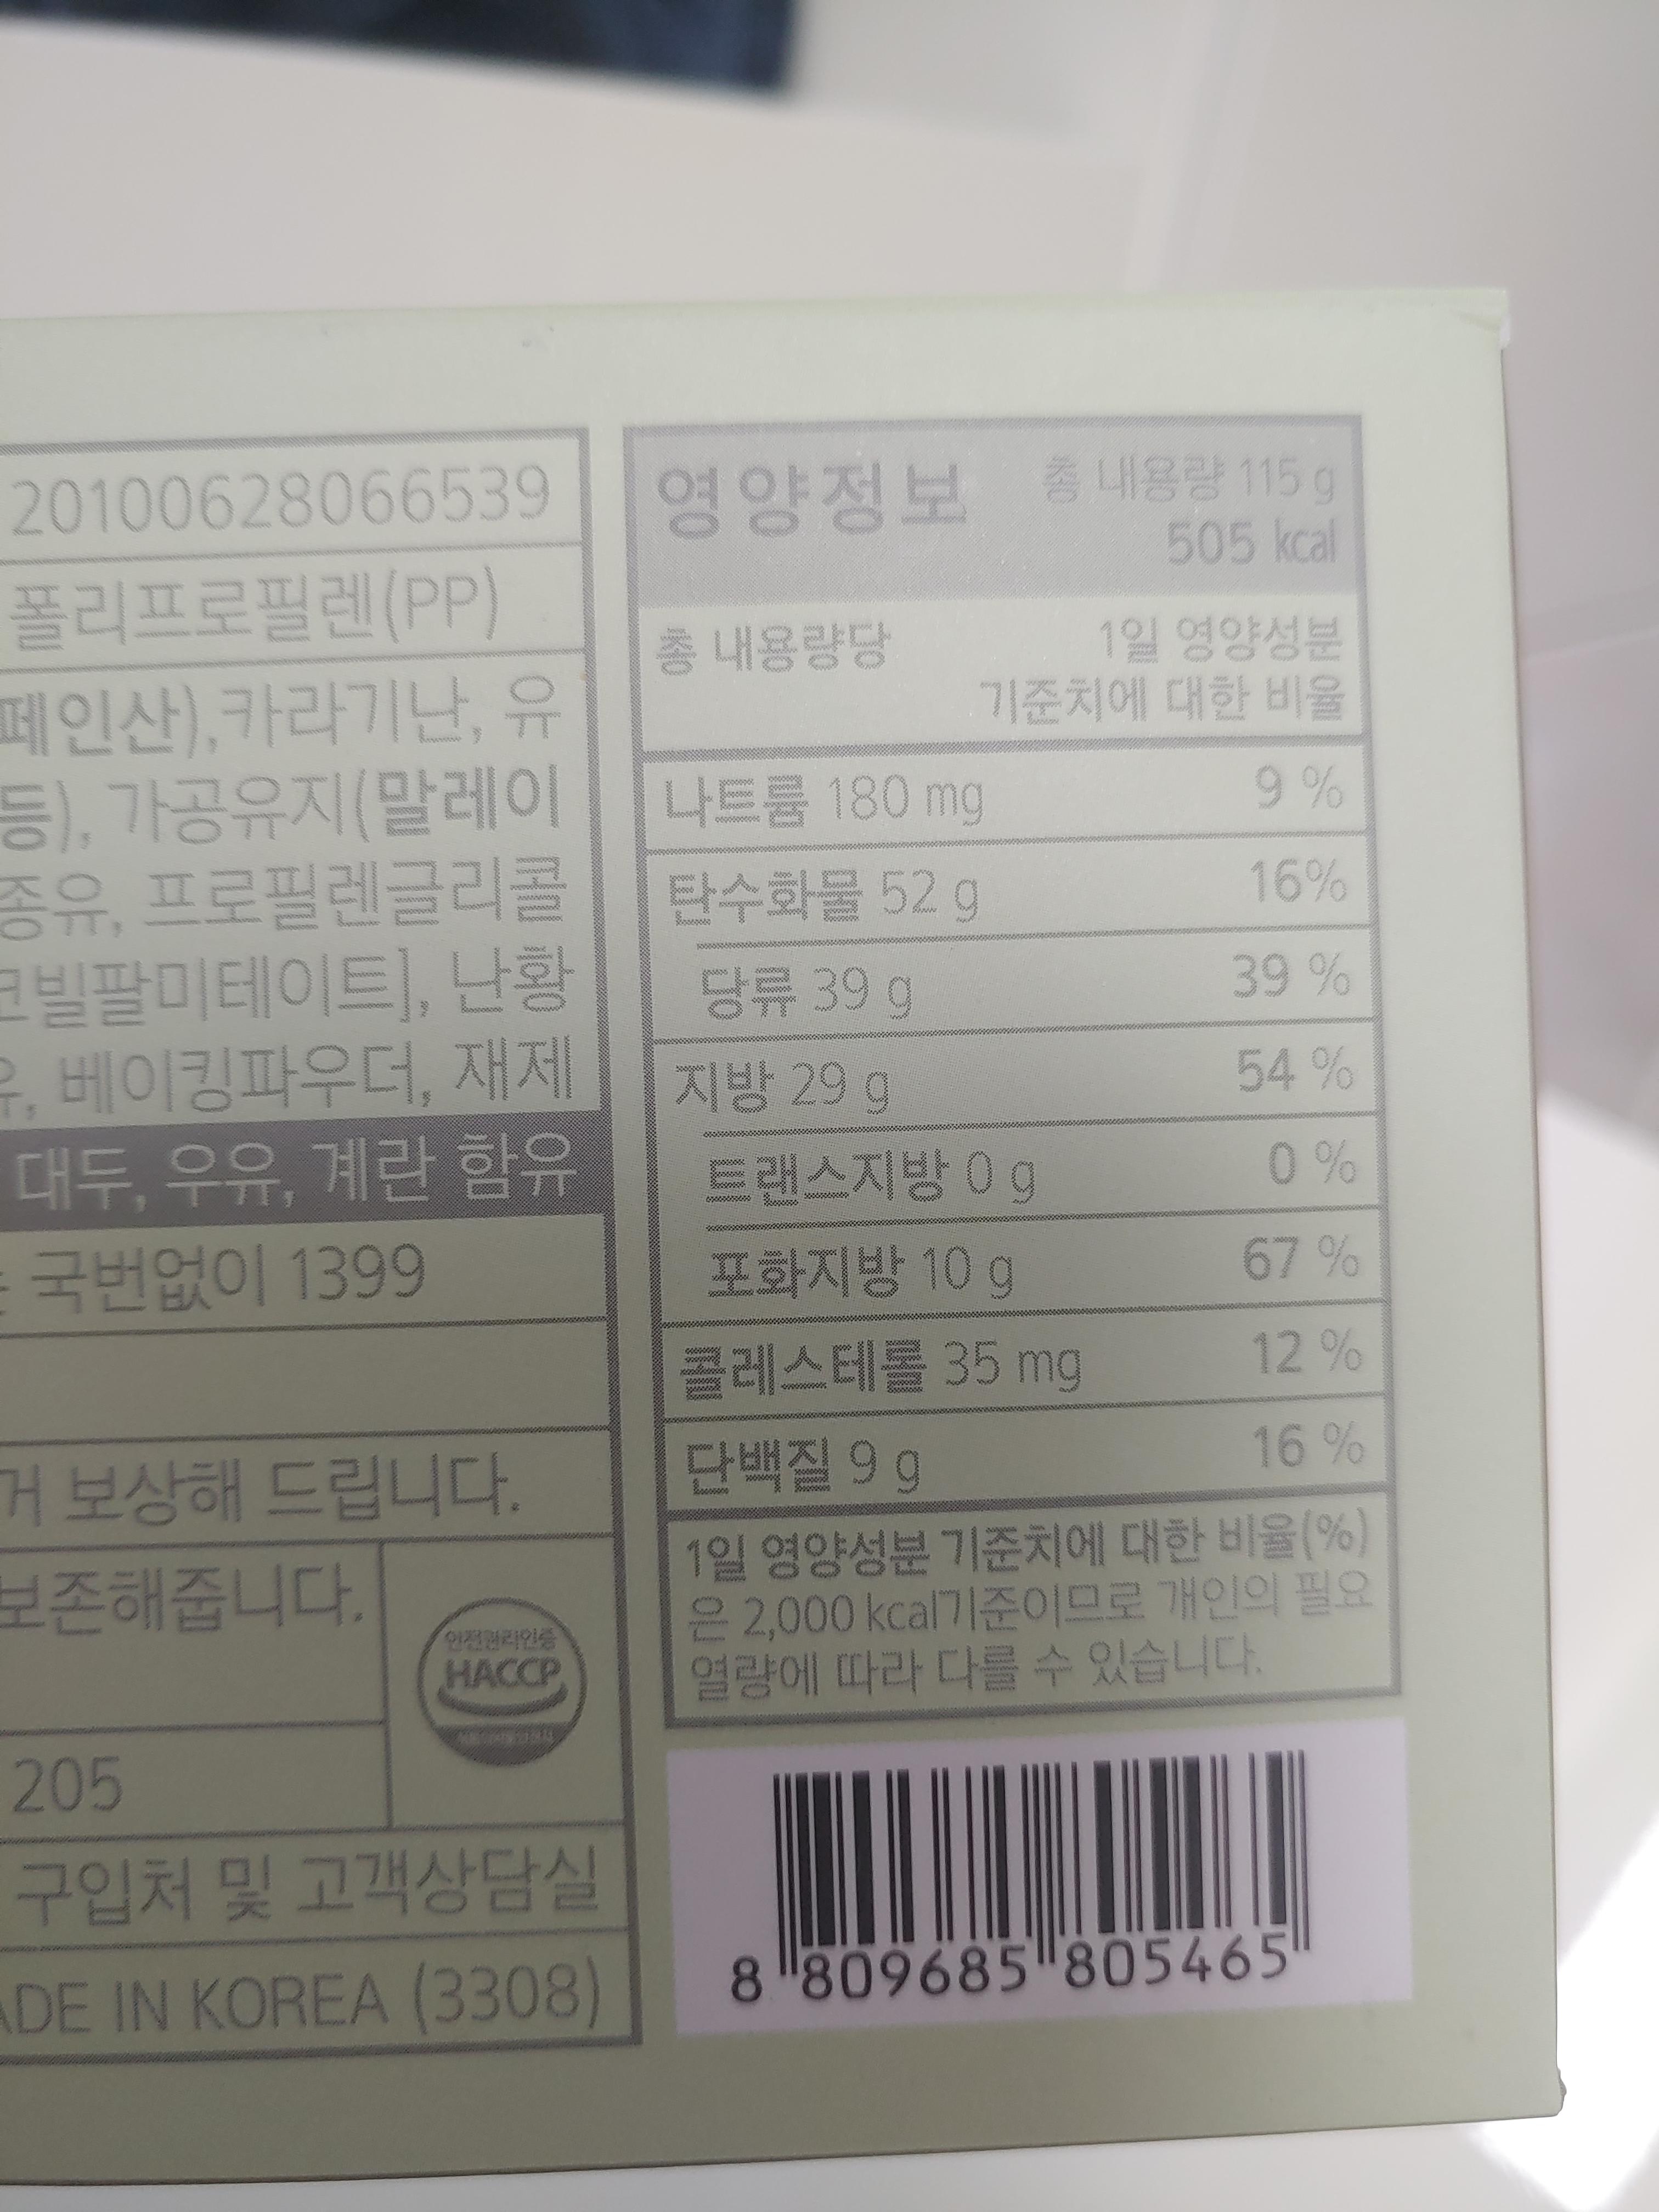 20100628066539
폴리프로필렌(PP)
페인산),카라기난, 유
등), 가공유지(말레이
종유, 프로필렌글리콜
코빌팔미테이트], 난황
유, 베이킹파우더, 재제
대두, 우유, 계란 함유
국번없이 1399
거 보상해 드립니다.
보존해줍니다.
안전관리인증
HACCP
205
구입처 및 고객상담실
ADE IN KOREA (3308)
영양정보 총 내용량 115 g
505 kcal
총 내용량당 1일 영양성분
기준치에 대한 비율
나트륨 180 mg 9 %
탄수화물 52 g 16%
당류 39 g 39 %
지방 29 g 54 %
트랜스지방 0 g 0 %
포화지방 10 g 67 %
콜레스테롤 35 mg 12 %
단백질 9 g 16 %
1일 영양성분 기준치에 대한 비율(%)
은 2,000 kcal기준이므로 개인의 필요
열량에 따라 다를 수 있습니다.
8 809685 805465